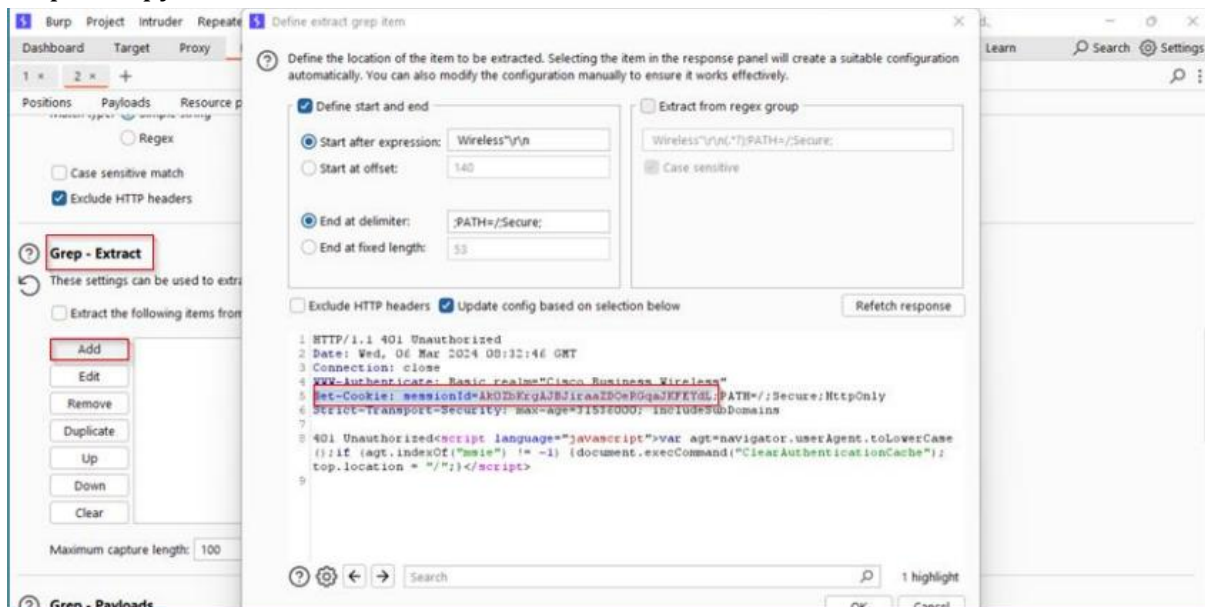 Burp Project Intruder Repeate
Define extract grep item
Dashboard Target Proxy
Learn
Search
Settings
1 × 2 × +
Positions Payloads Resource p
Regex
Case sensitive match
Exclude HTTP headers
Grep - Extract
These settings can be used to extra
Extract the following items from
Add
Edit
Remove
Duplicate
Up
Down
Clear
Maximum capture length: 100
Grep - Payloads
Define the location of the item to be extracted. Selecting the item in the response panel will create a suitable configuration
automatically. You can also modify the configuration manually to ensure it works effectively.
Define start and end
Start after expression: Wireless"\r\n
Start at offset: 140
End at delimiter: ;PATH=/;Secure;
End at fixed length: 53
Extract from regex group
Wireless"\r\n(.*?);PATH=/;Secure;
Case sensitive
Exclude HTTP headers Update config based on selection below
Refetch response
1 HTTP/1.1 401 Unauthorized
2 Date: Wed, 06 Mar 2024 08:32:46 GMT
3 Connection: close
4 WWW-Authenticate: Basic realm="Cisco Business Wireless"
5 Set-Cookie: sessionId= ;PATH=/;Secure;HttpOnly
6 Strict-Transport-Security: max-age=31536000; includeSubDomains
7
8 401 Unauthorized<script language="javascript">var agt=navigator.userAgent.toLowerCase
();if (agt.indexOf("msie") != -1) {document.execCommand("ClearAuthenticationCache");
top.location = "/";}</script>
9
Search
1 highlight
OK Cancel